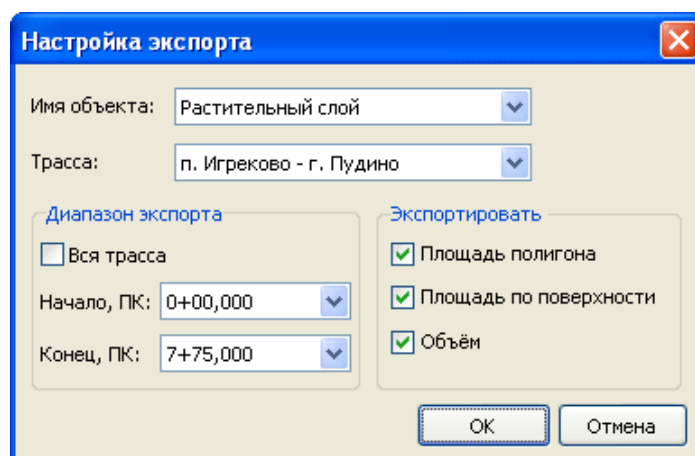 Настройка экспорта
Имя объекта: Растительный слой
Трасса: п. Игреково - г. Пудино
Диапазон экспорта
Вся трасса
Начало, ПК: 0+00,000
Конец, ПК: 7+75,000
Экспортировать
Площадь полигона
Площадь по поверхности
Объём
OK Отмена